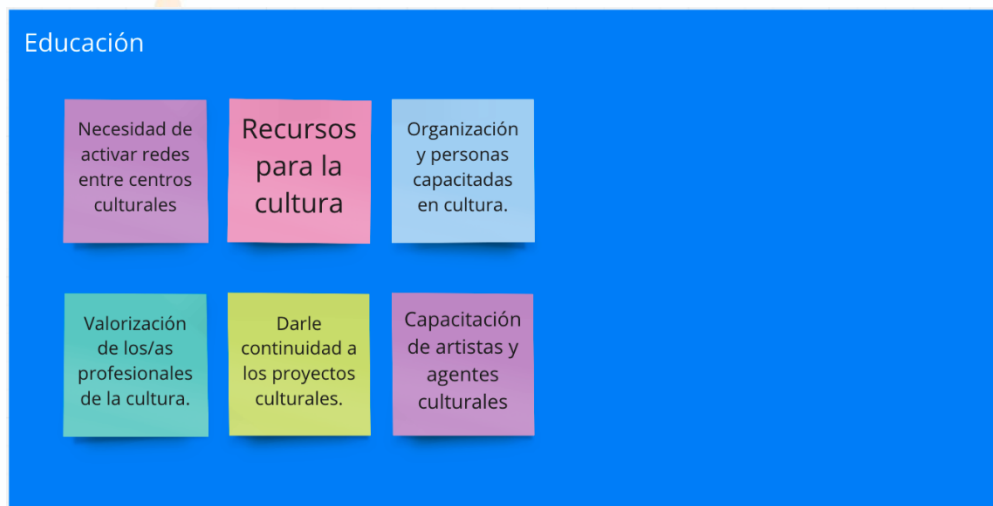 Educación
Necesidad de
activar redes
entre centros
culturales
Recursos
para la
cultura
Organización
y personas
capacitadas
en cultura.
Valorización
de los/as
profesionales
de la cultura.
Darle
continuidad a
los proyectos
culturales.
Capacitación
de artistas y
agentes
culturales